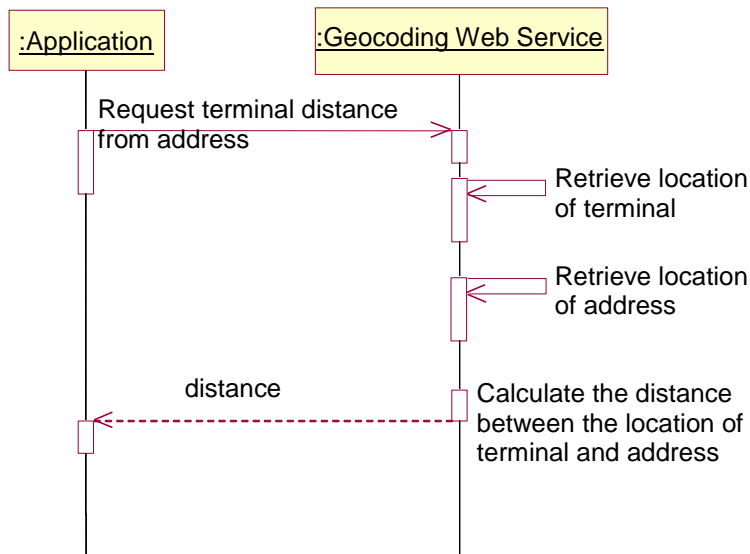 :Application
:Geocoding Web Service
Request terminal distance
from address
Retrieve location
of terminal
Retrieve location
of address
distance
Calculate the distance
between the location of
terminal and address